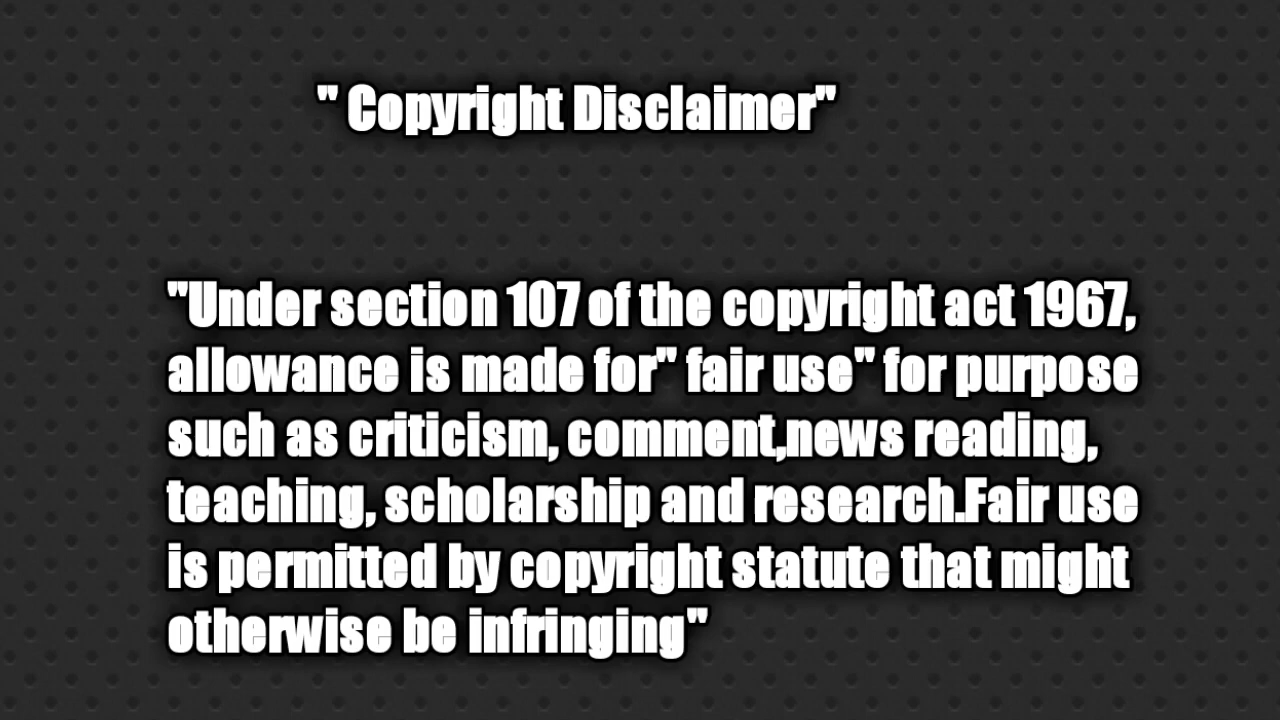 " Copyright Disclaimer"
"Under section 107 of the copyright act 1967,
allowance is made for" fair use" for purpose
such as criticism, comment,news reading,
teaching, scholarship and research.Fair use
is permitted by copyright statute that might
otherwise be infringing"